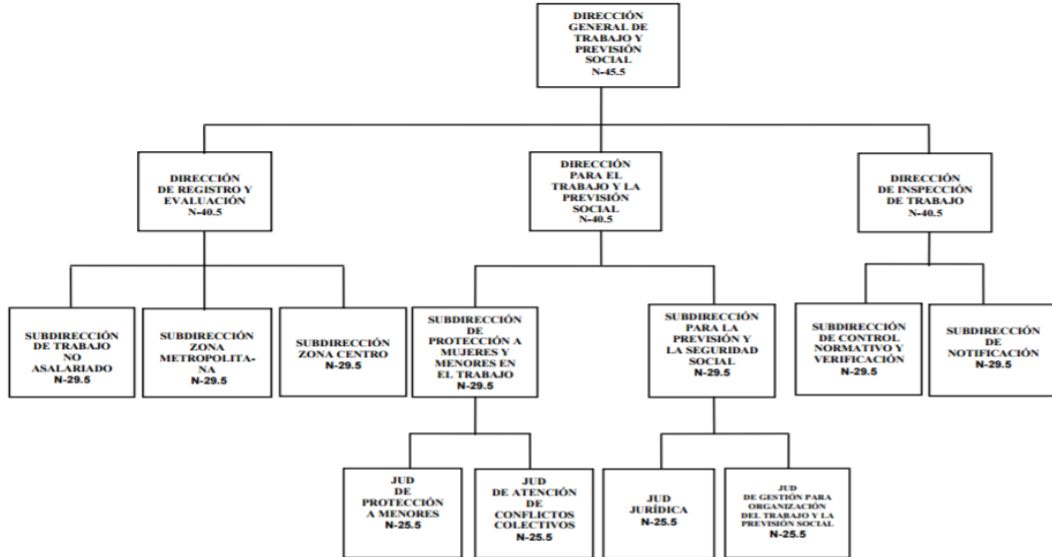 DIRECCIÓN
GENERAL DE
TRABAJO Y
PREVISIÓN
SOCIAL
N-45.5
DIRECCIÓN
DE REGISTRO Y
EVALUACIÓN
N-40.5
DIRECCIÓN
PARA EL
TRABAJO Y LA
PREVISIÓN
SOCIAL
N-40.5
DIRECCIÓN
DE INSPECCIÓN
DE TRABAJO
N-40.5
SUBDIRECCIÓN
DE TRABAJO
NO
ASALARIADO
N-29.5
SUBDIRECCIÓN
ZONA
METROPOLITA-
NA
N-29.5
SUBDIRECCIÓN
ZONA CENTRO
N-29.5
SUBDIRECCIÓN
DE
PROTECCIÓN A
MUJERES Y
MENORES EN
EL TRABAJO
N-29.5
SUBDIRECCIÓN
PARA LA
PREVISIÓN Y
LA SEGURIDAD
SOCIAL
N-29.5
SUBDIRECCIÓN
DE CONTROL
NORMATIVO Y
VERIFICACIÓN
N-29.5
SUBDIRECCIÓN
DE
NOTIFICACIÓN
N-29.5
JUD
DE
PROTECCIÓN
A MENORES
N-25.5
JUD
DE ATENCIÓN
DE
CONFLICTOS
COLECTIVOS
N-25.5
JUD
JURÍDICA
N-25.5
JUD
DE GESTIÓN PARA
ORGANIZACIÓN
DEL TRABAJO Y LA
PREVISIÓN SOCIAL
N-25.5